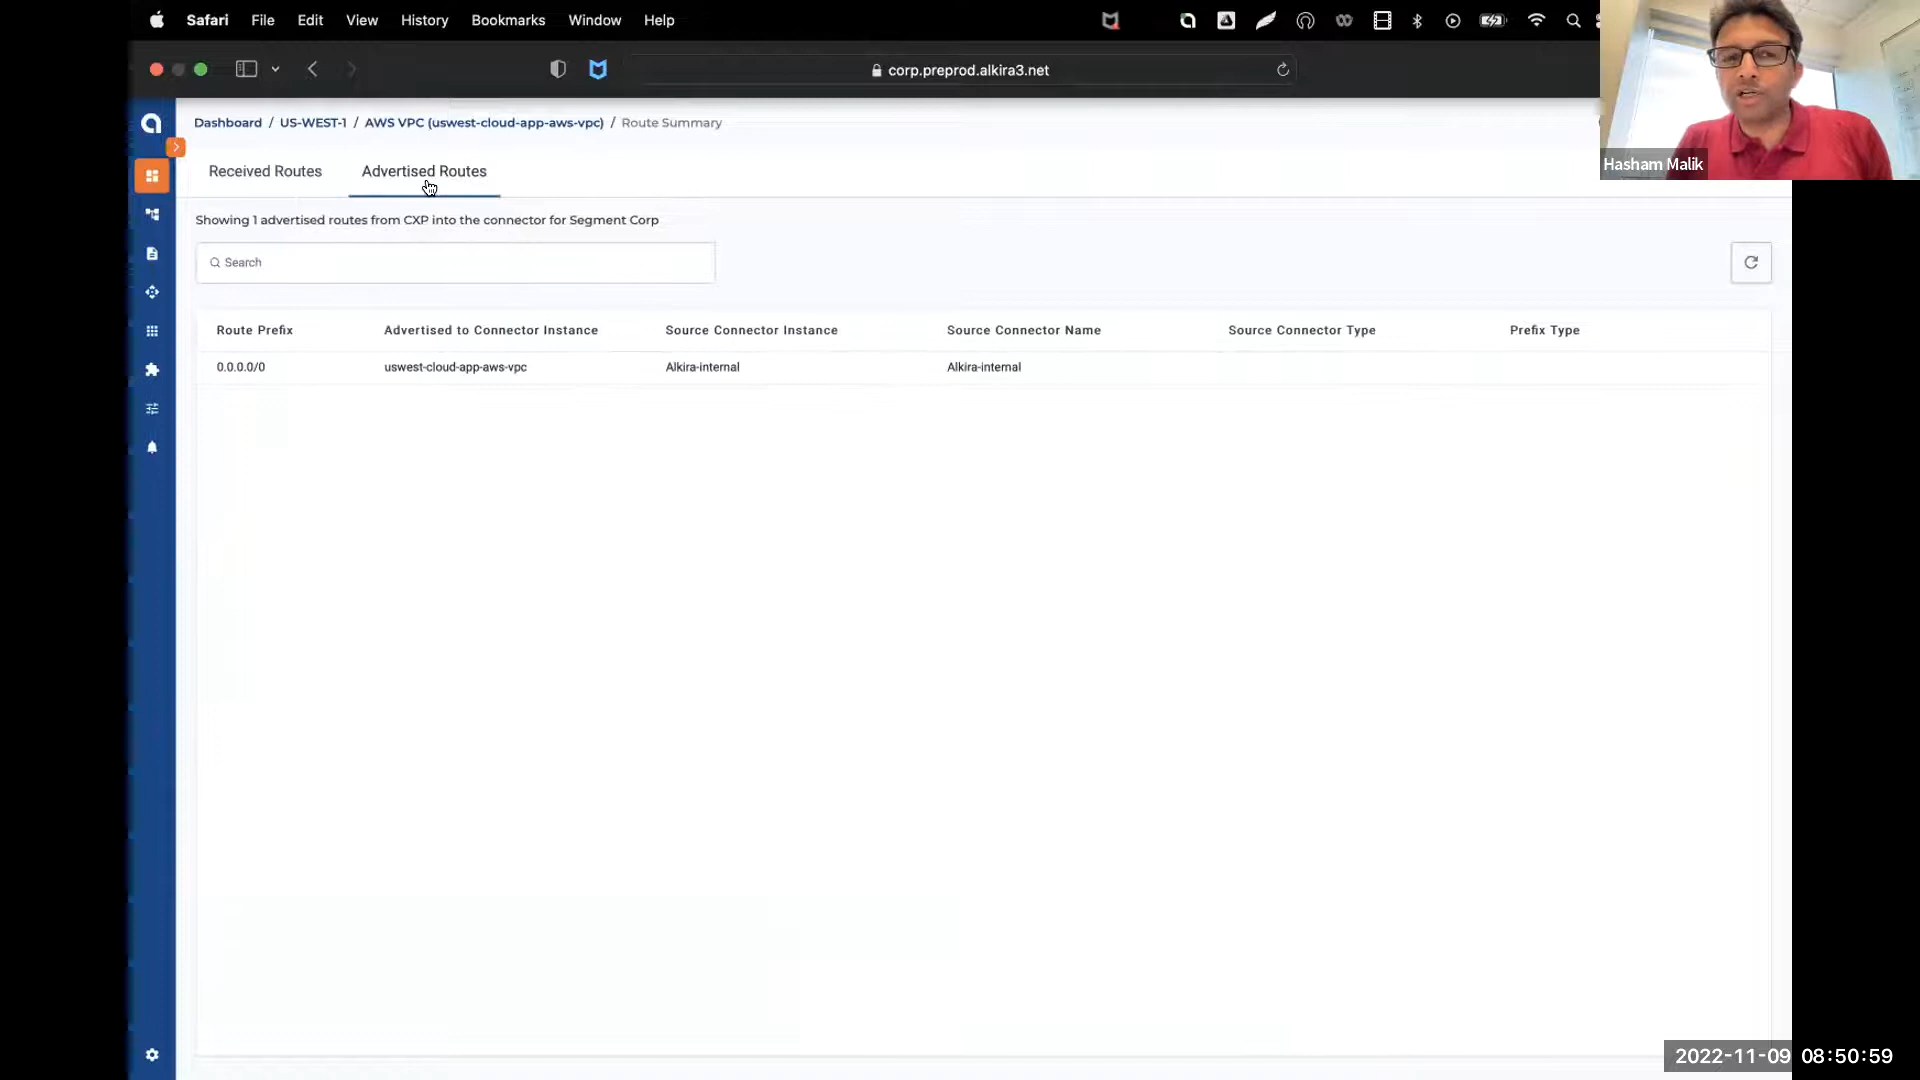 Safari File Edit View History Bookmarks Window Help
corp.preprod.alkira3.net
Hasham Malik
Dashboard / US-WEST-1 / AWS VPC (uswest-cloud-app-aws-vpc) / Route Summary
Received Routes Advertised Routes
Showing 1 advertised routes from CXP into the connector for Segment Corp
Search
Route Prefix Advertised to Connector Instance Source Connector Instance Source Connector Name Source Connector Type Prefix Type
0.0.0.0/0 uswest-cloud-app-aws-vpc Alkira-internal Alkira-internal
2022-11-09 08:50:59